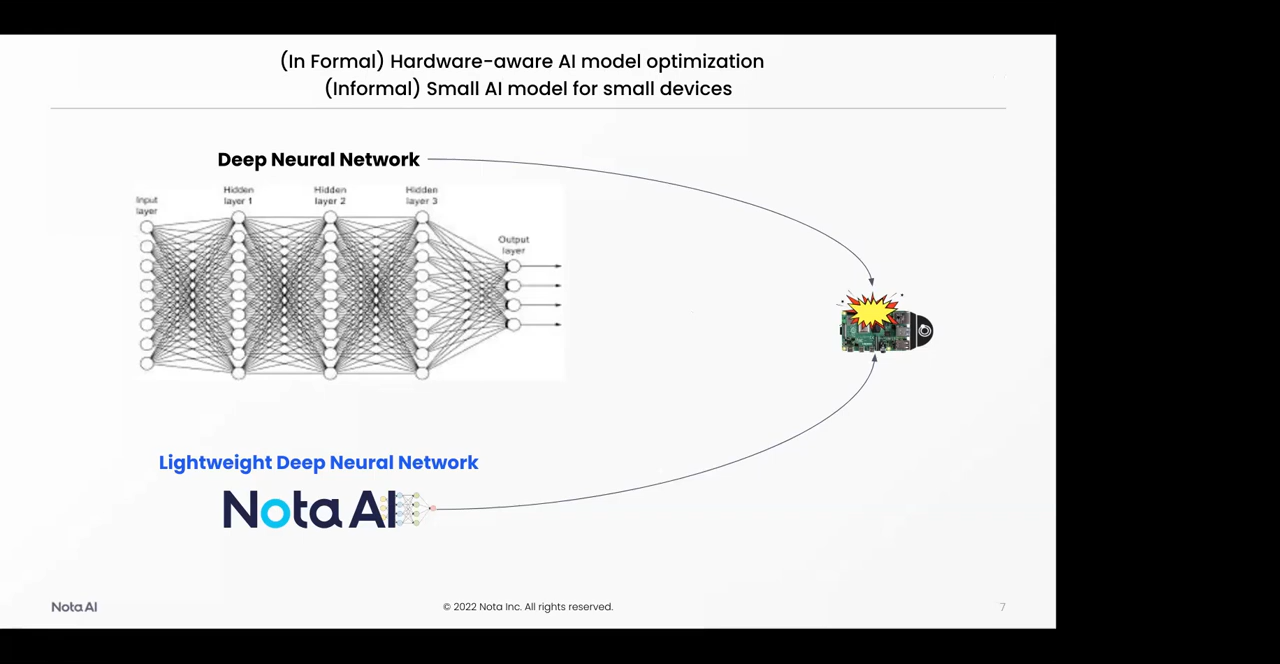 (In Formal) Hardware-aware AI model optimization
(Informal) Small AI model for small devices
Deep Neural Network
Input
layer
Hidden
layer 1
Hidden
layer 2
Hidden
layer 3
Output
layer
Lightweight Deep Neural Network
Nota AI
Nota AI
© 2022 Nota Inc. All rights reserved.
7